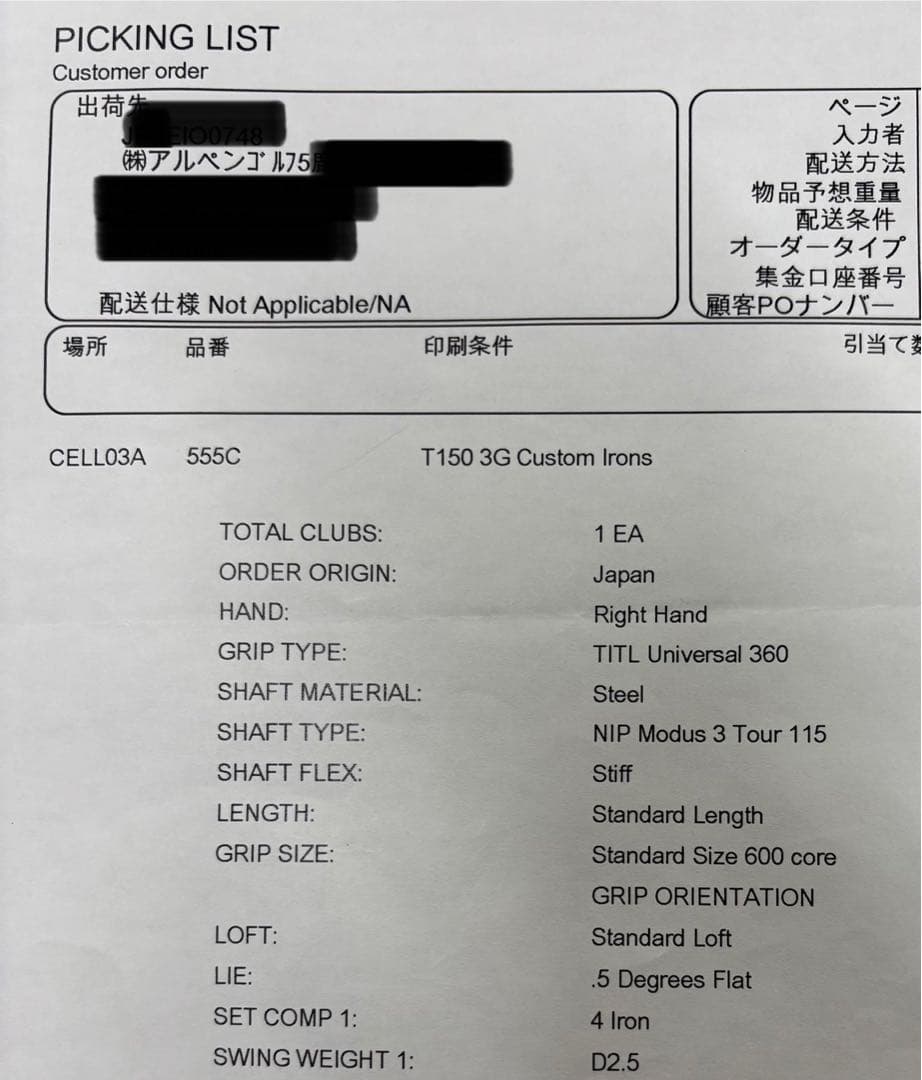 PICKING LIST
Customer order
出荷先
EIO0748
㈱アルペンゴルフ5
配送仕様 Not Applicable/NA
ページ
入力者
配送方法
物品予想重量
配送条件
オーダータイプ
集金口座番号
顧客POナンバー
場所 品番 印刷条件 引当て数
CELL03A 555C T150 3G Custom Irons
TOTAL CLUBS: 1 EA
ORDER ORIGIN: Japan
HAND: Right Hand
GRIP TYPE: TITL Universal 360
SHAFT MATERIAL: Steel
SHAFT TYPE: NIP Modus 3 Tour 115
SHAFT FLEX: Stiff
LENGTH: Standard Length
GRIP SIZE: Standard Size 600 core
GRIP ORIENTATION
LOFT: Standard Loft
LIE: .5 Degrees Flat
SET COMP 1: 4 Iron
SWING WEIGHT 1: D2.5